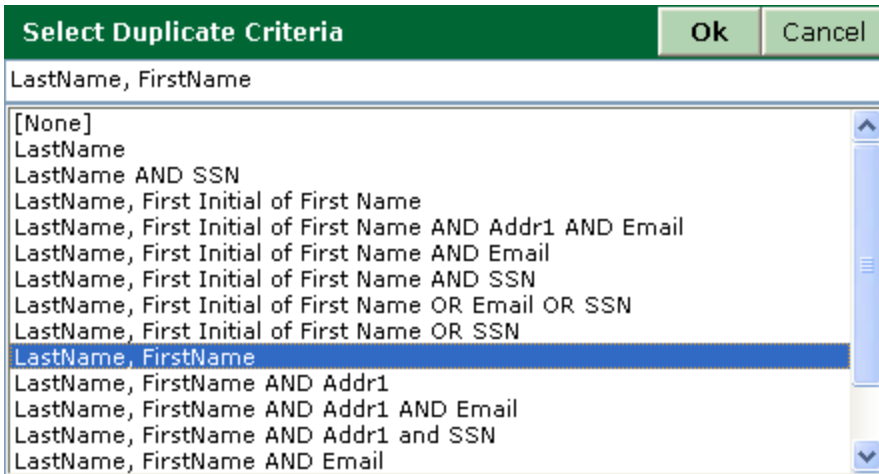 Select Duplicate Criteria Ok Cancel
LastName, FirstName
[None]
LastName
LastName AND SSN
LastName, First Initial of First Name
LastName, First Initial of First Name AND Addr1 AND Email
LastName, First Initial of First Name AND Email
LastName, First Initial of First Name AND SSN
LastName, First Initial of First Name OR Email OR SSN
LastName, First Initial of First Name OR SSN
LastName, FirstName
LastName, FirstName AND Addr1
LastName, FirstName AND Addr1 AND Email
LastName, FirstName AND Addr1 and SSN
LastName, FirstName AND Email